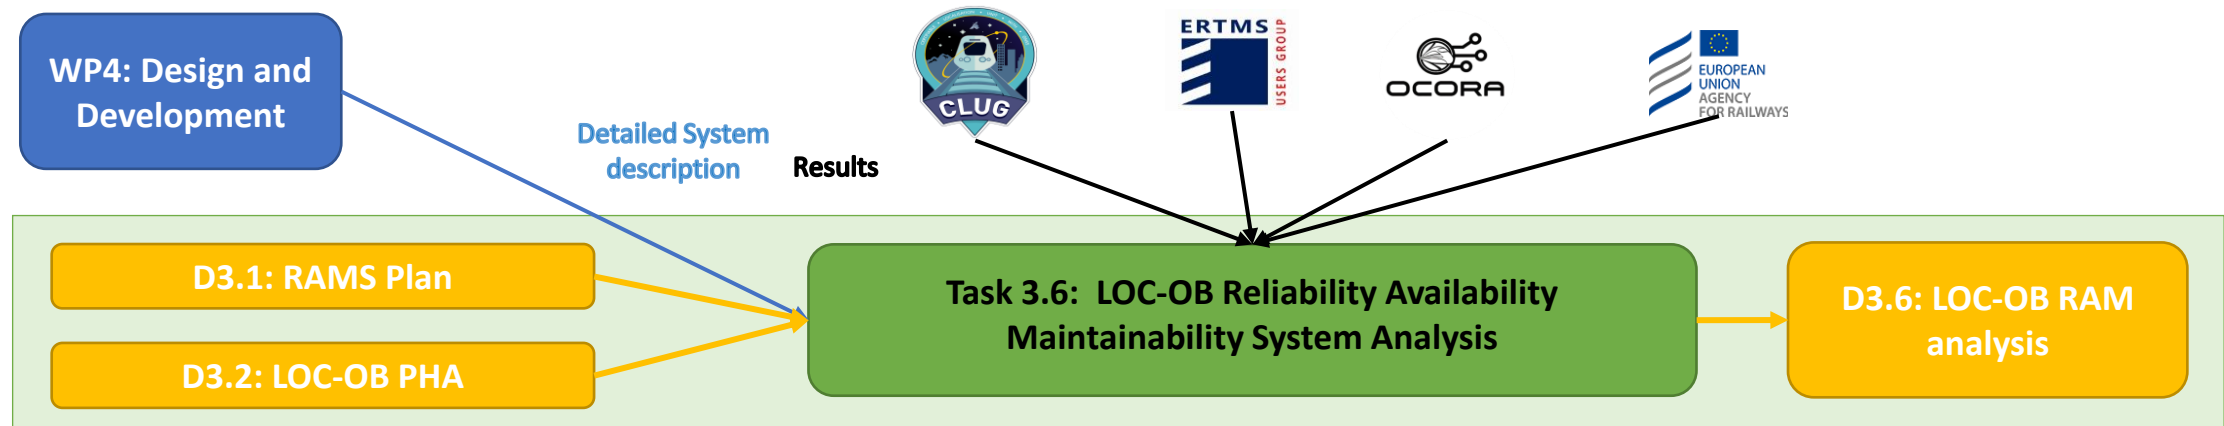 WP4: Design and
Development
Detailed System
description
Results
CLUG
ERTMS
USERS GROUP
OCORA
EUROPEAN
UNION
AGENCY
FOR RAILWAYS
D3.1: RAMS Plan
D3.2: LOC-OB PHA
Task 3.6: LOC-OB Reliability Availability
Maintainability System Analysis
D3.6: LOC-OB RAM
analysis